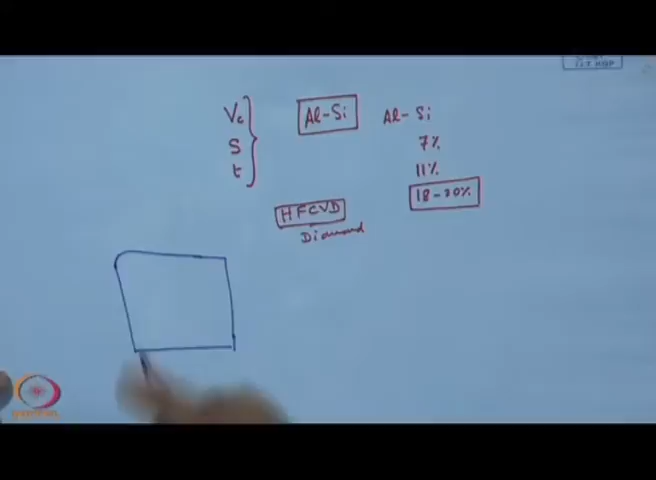 Vc
S
t
Al-Si
Al-Si
7%
11%
18-20%
HFCVD
Diamond